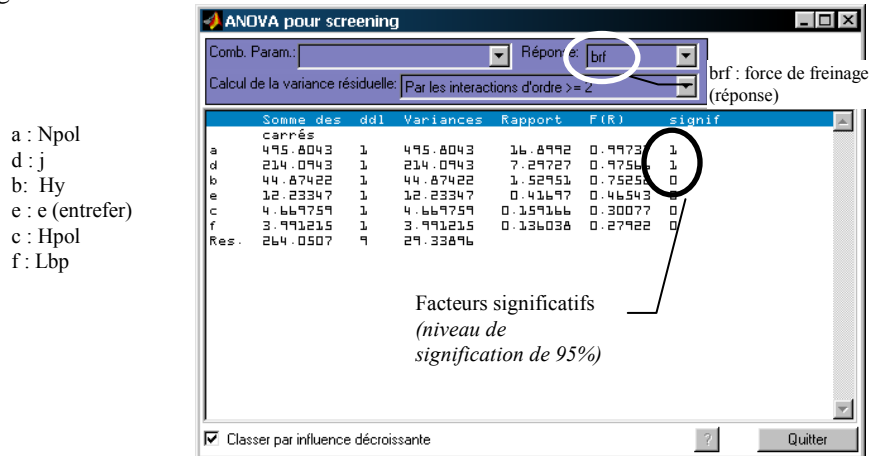 ANOVA pour screening
Comb. Param.: Réponse: brf
Calcul de la variance résiduelle: Par les interactions d'ordre >= 2
brf : force de freinage
(réponse)
a : Npol
d : j
b: Hy
e : e (entrefer)
c : Hpol
f : Lbp
Somme des ddl Variances Rapport F(R) signif
carrés
a 495.8043 1 495.8043 16.8992 1
d 214.0943 1 214.0943 7.29727 1
b 44.87422 1 44.87422 1.52951 0
e 12.23347 1 12.23347 0.41697 0.46543 0
c 4.669759 1 4.669759 0.159166 0.30077 0
f 3.991215 1 3.991215 0.136038 0.27922 0
Res. 264.0507 9 29.33896
Facteurs significatifs
(niveau de
signification de 95%)
Classer par influence décroissante ? Quitter